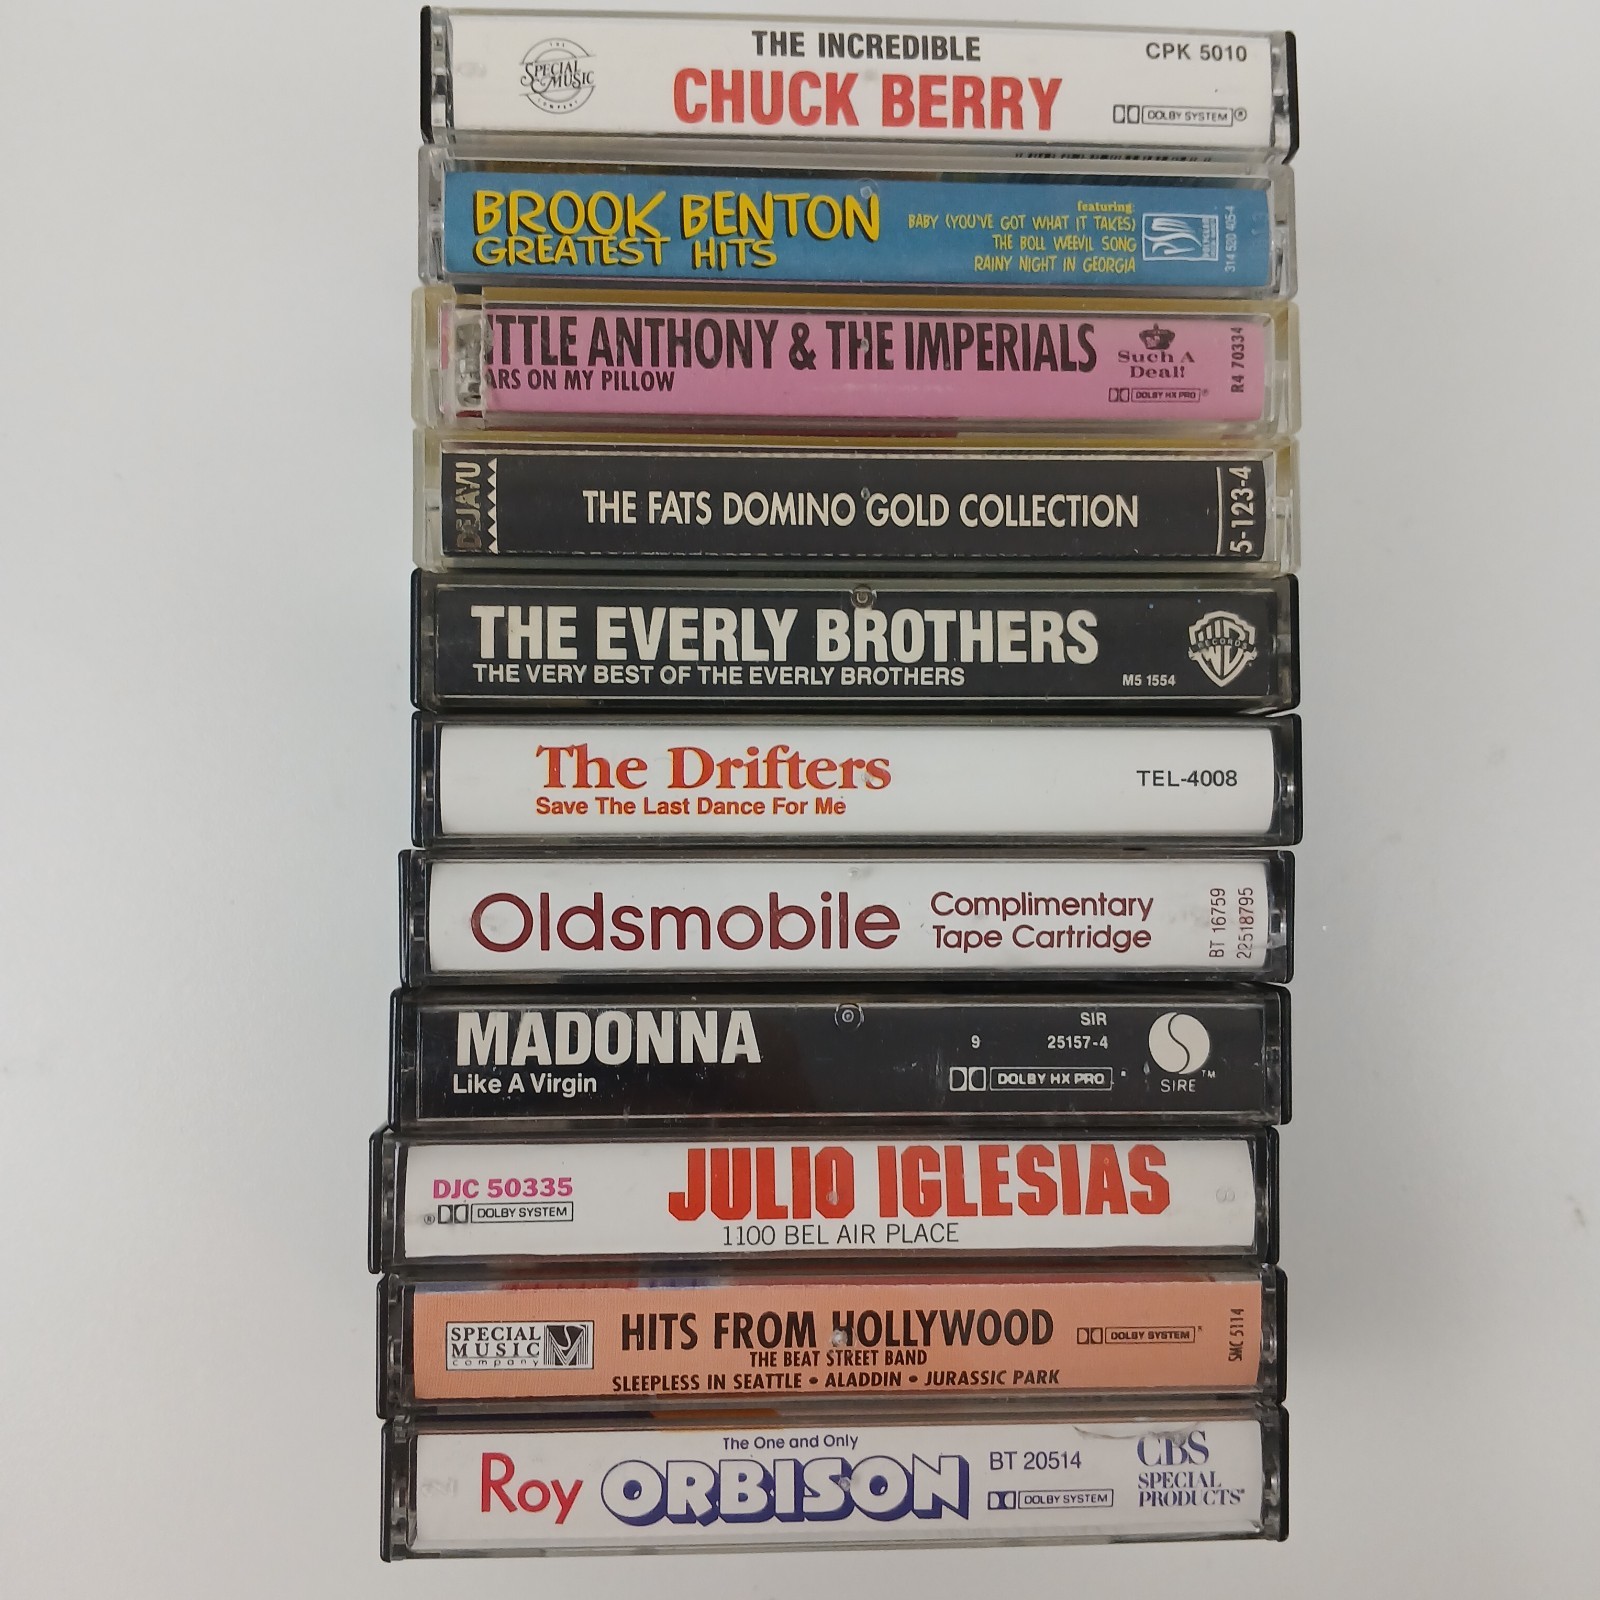 THE SPECIAL MUSIC COMPANY
THE INCREDIBLE
CHUCK BERRY
CPK 5010
DOLBY SYSTEM®
BROOK BENTON
GREATEST HITS
featuring:
BABY (YOU'VE GOT WHAT IT TAKES)
THE BOLL WEEVIL SONG
RAINY NIGHT IN GEORGIA
314 520 405-4
ITTLE ANTHONY & THE IMPERIALS
ARS ON MY PILLOW
Such A
Deal!
DOLBY HX PRO®
R4 70334
DEJAVU
THE FATS DOMINO GOLD COLLECTION
5-123-4
THE EVERLY BROTHERS
THE VERY BEST OF THE EVERLY BROTHERS
M5 1554
RECORDS
The Drifters
Save The Last Dance For Me
TEL-4008
Oldsmobile
Complimentary
Tape Cartridge
BT 16759
22518795
MADONNA
Like A Virgin
SIR
9 25157-4
DOLBY HX PRO
SIRE™
DJC 50335
® DOLBY SYSTEM
JULIO IGLESIAS
1100 BEL AIR PLACE
SPECIAL
MUSIC
company
HITS FROM HOLLYWOOD
THE BEAT STREET BAND
SLEEPLESS IN SEATTLE • ALADDIN • JURASSIC PARK
DOLBY SYSTEM
SMC 5114
The One and Only
Roy ORBISON
BT 20514
DOLBY SYSTEM
CBS
SPECIAL
PRODUCTS